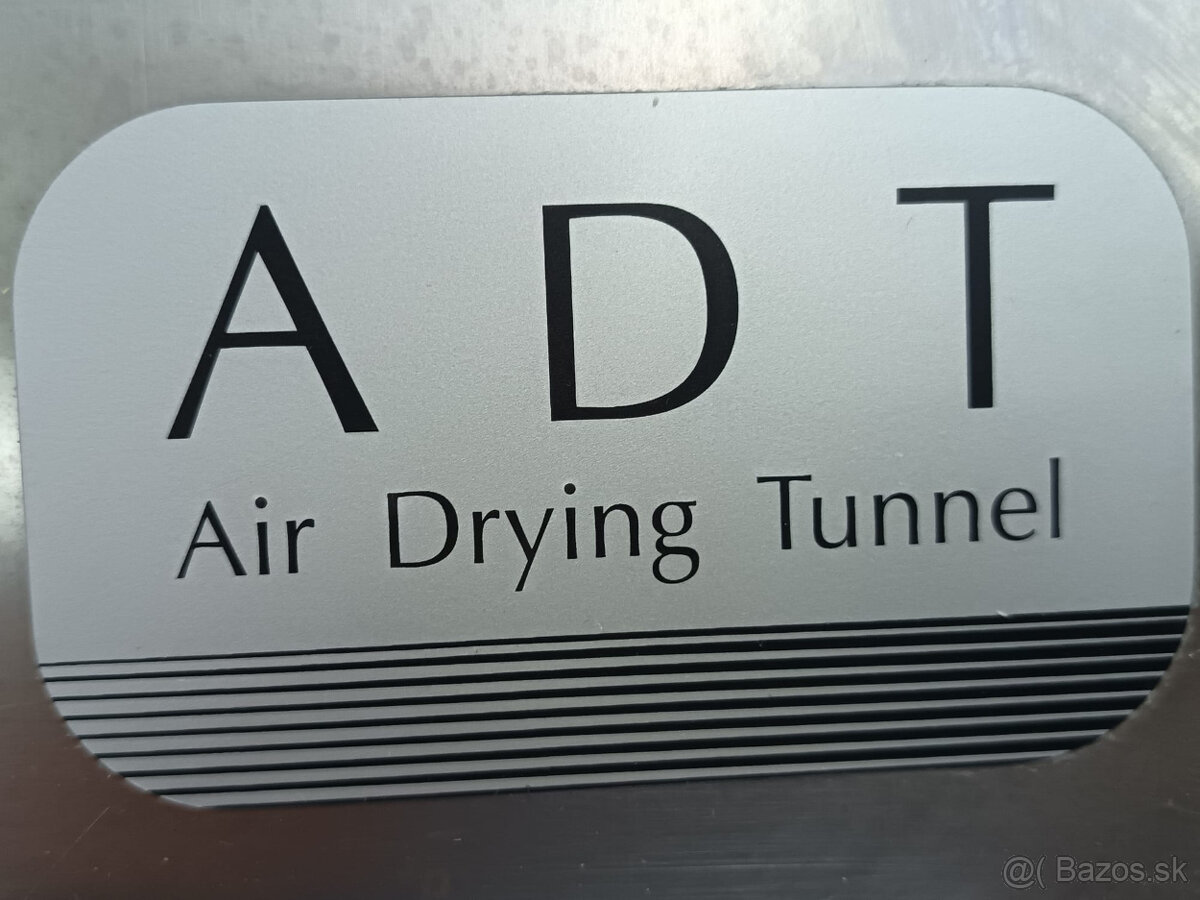 A D T
Air Drying Tunnel
@( Bazos.sk